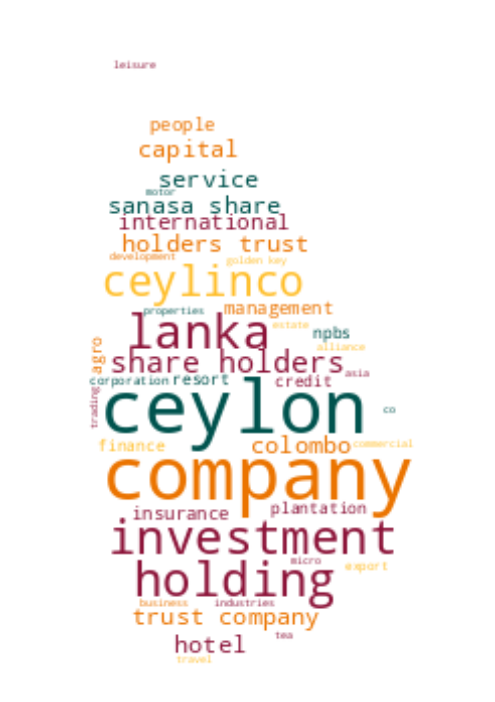 leisure
people
capital
service
motor
sanasa share
international
holders trust
development
golden key
ceylinco
properties
management
lanka
estate
npbs
alliance
agro
share holders
asia
corporation
resort
credit
trading
ceylon
co
finance
colombo
commercial
company
insurance
plantation
investment
micro
export
holding
business
industries
trust company
tea
hotel
travel